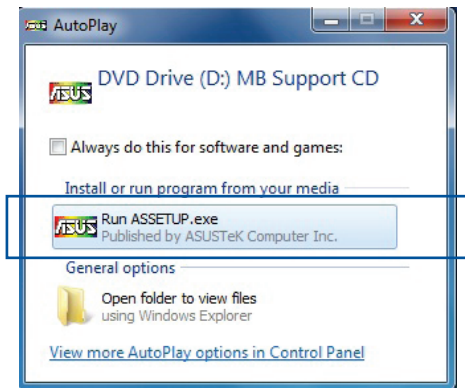 AutoPlay
DVD Drive (D:) MB Support CD
Always do this for software and games:
Install or run program from your media
Run ASSETUP.exe
Published by ASUSTeK Computer Inc.
General options
Open folder to view files
using Windows Explorer
View more AutoPlay options in Control Panel